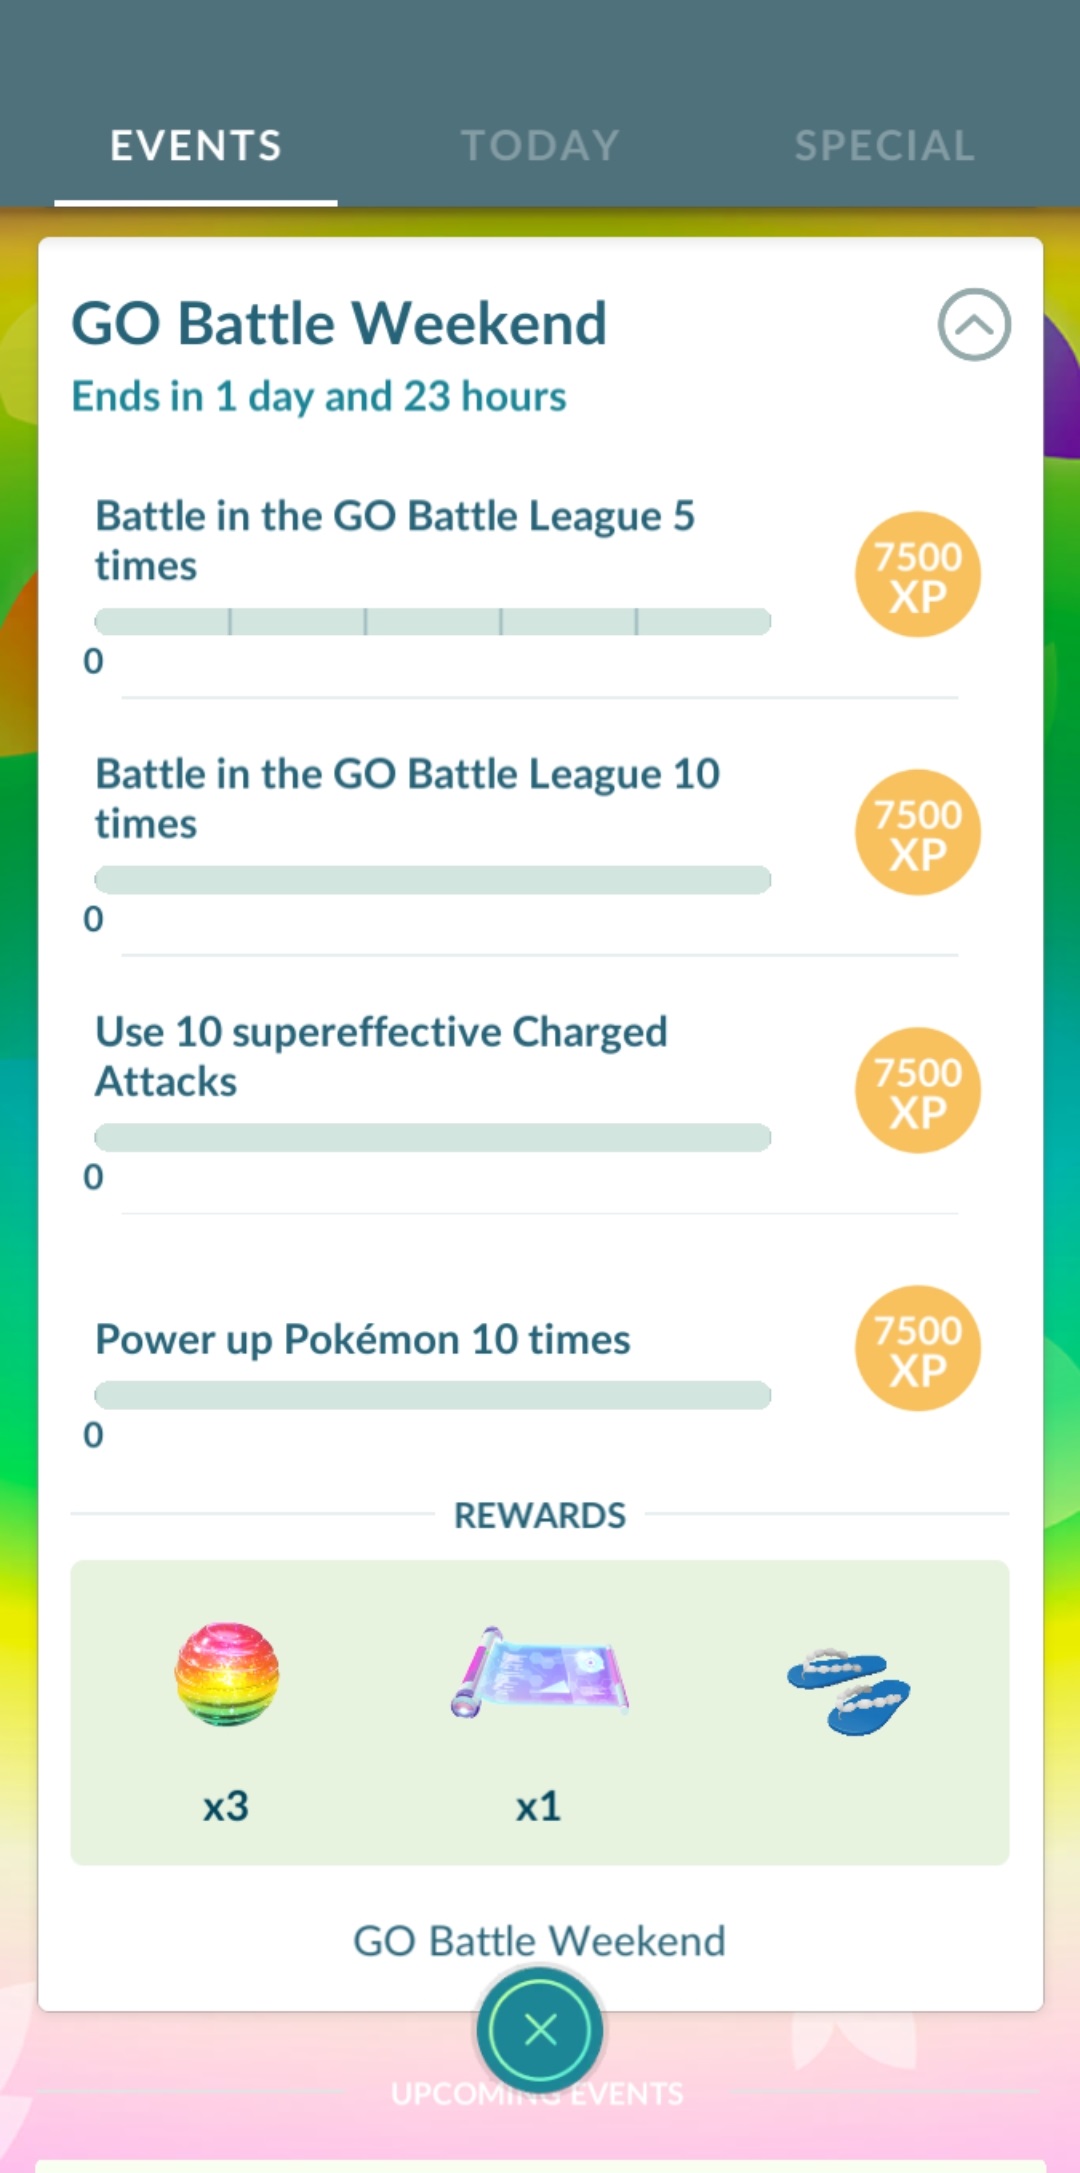 EVENTS
TODAY
SPECIAL
GO Battle Weekend
Ends in 1 day and 23 hours
Battle in the GO Battle League 5
times
7500
XP
0
Battle in the GO Battle League 10
times
7500
XP
0
Use 10 supereffective Charged
Attacks
7500
XP
0
Power up Pokémon 10 times
7500
XP
0
REWARDS
x3
x1
GO Battle Weekend
UPCOMING EVENTS